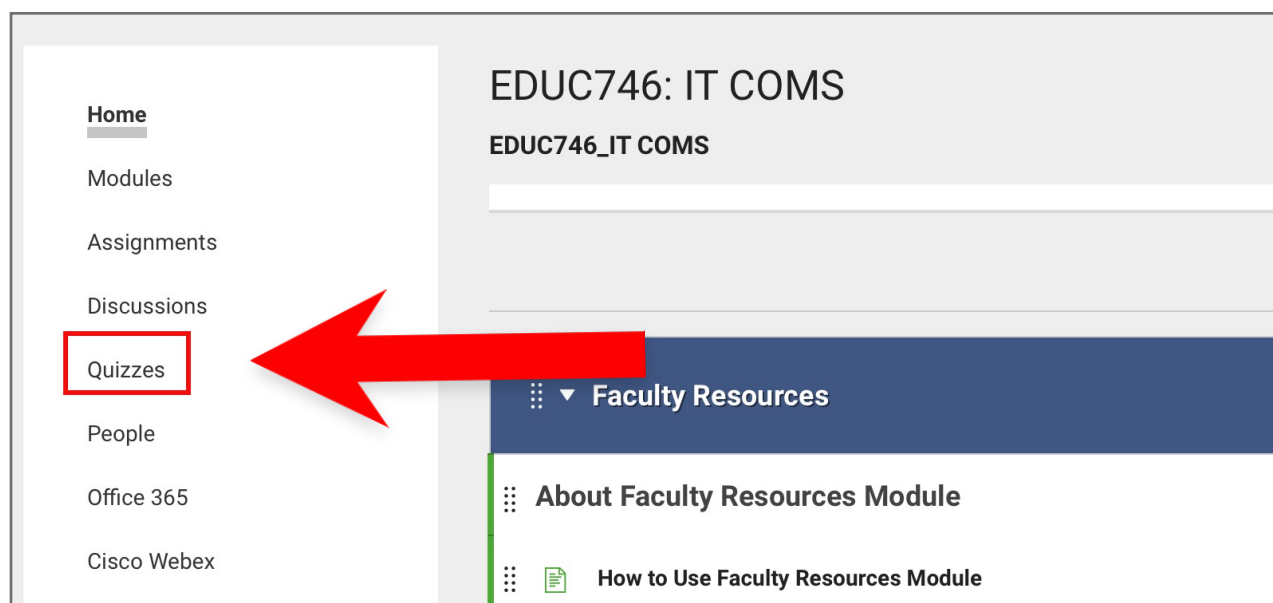 Home
Modules
Assignments
Discussions
Quizzes
People
Office 365
Cisco Webex
EDUC746: IT COMS
EDUC746_IT COMS
Faculty Resources
About Faculty Resources Module
How to Use Faculty Resources Module